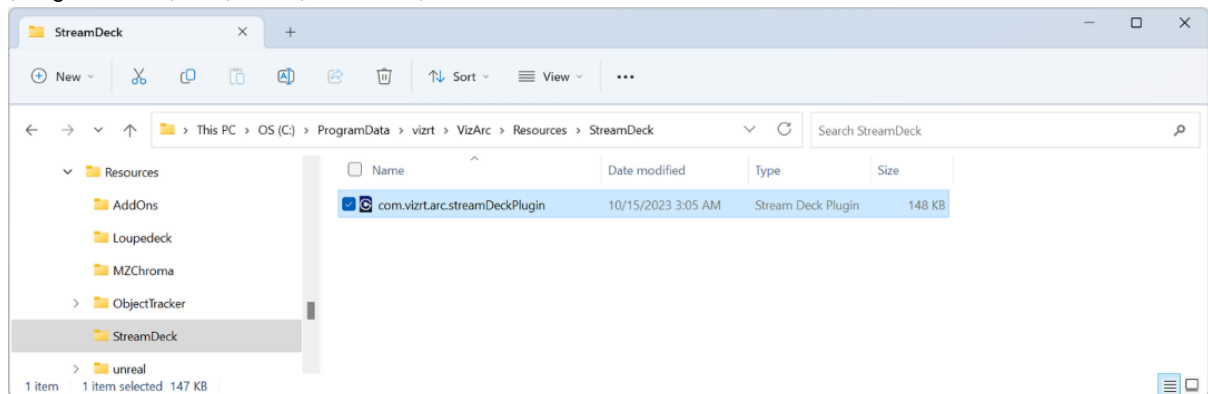 StreamDeck
New
Sort
View
This PC > OS (C:) > ProgramData > vizrt > VizArc > Resources > StreamDeck
Search StreamDeck
Resources
Name Date modified Type Size
AddOns
com.vizrt.arc.streamDeckPlugin 10/15/2023 3:05 AM Stream Deck Plugin 148 KB
Loupedeck
MZChroma
ObjectTracker
StreamDeck
unreal
1 item 1 item selected 147 KB